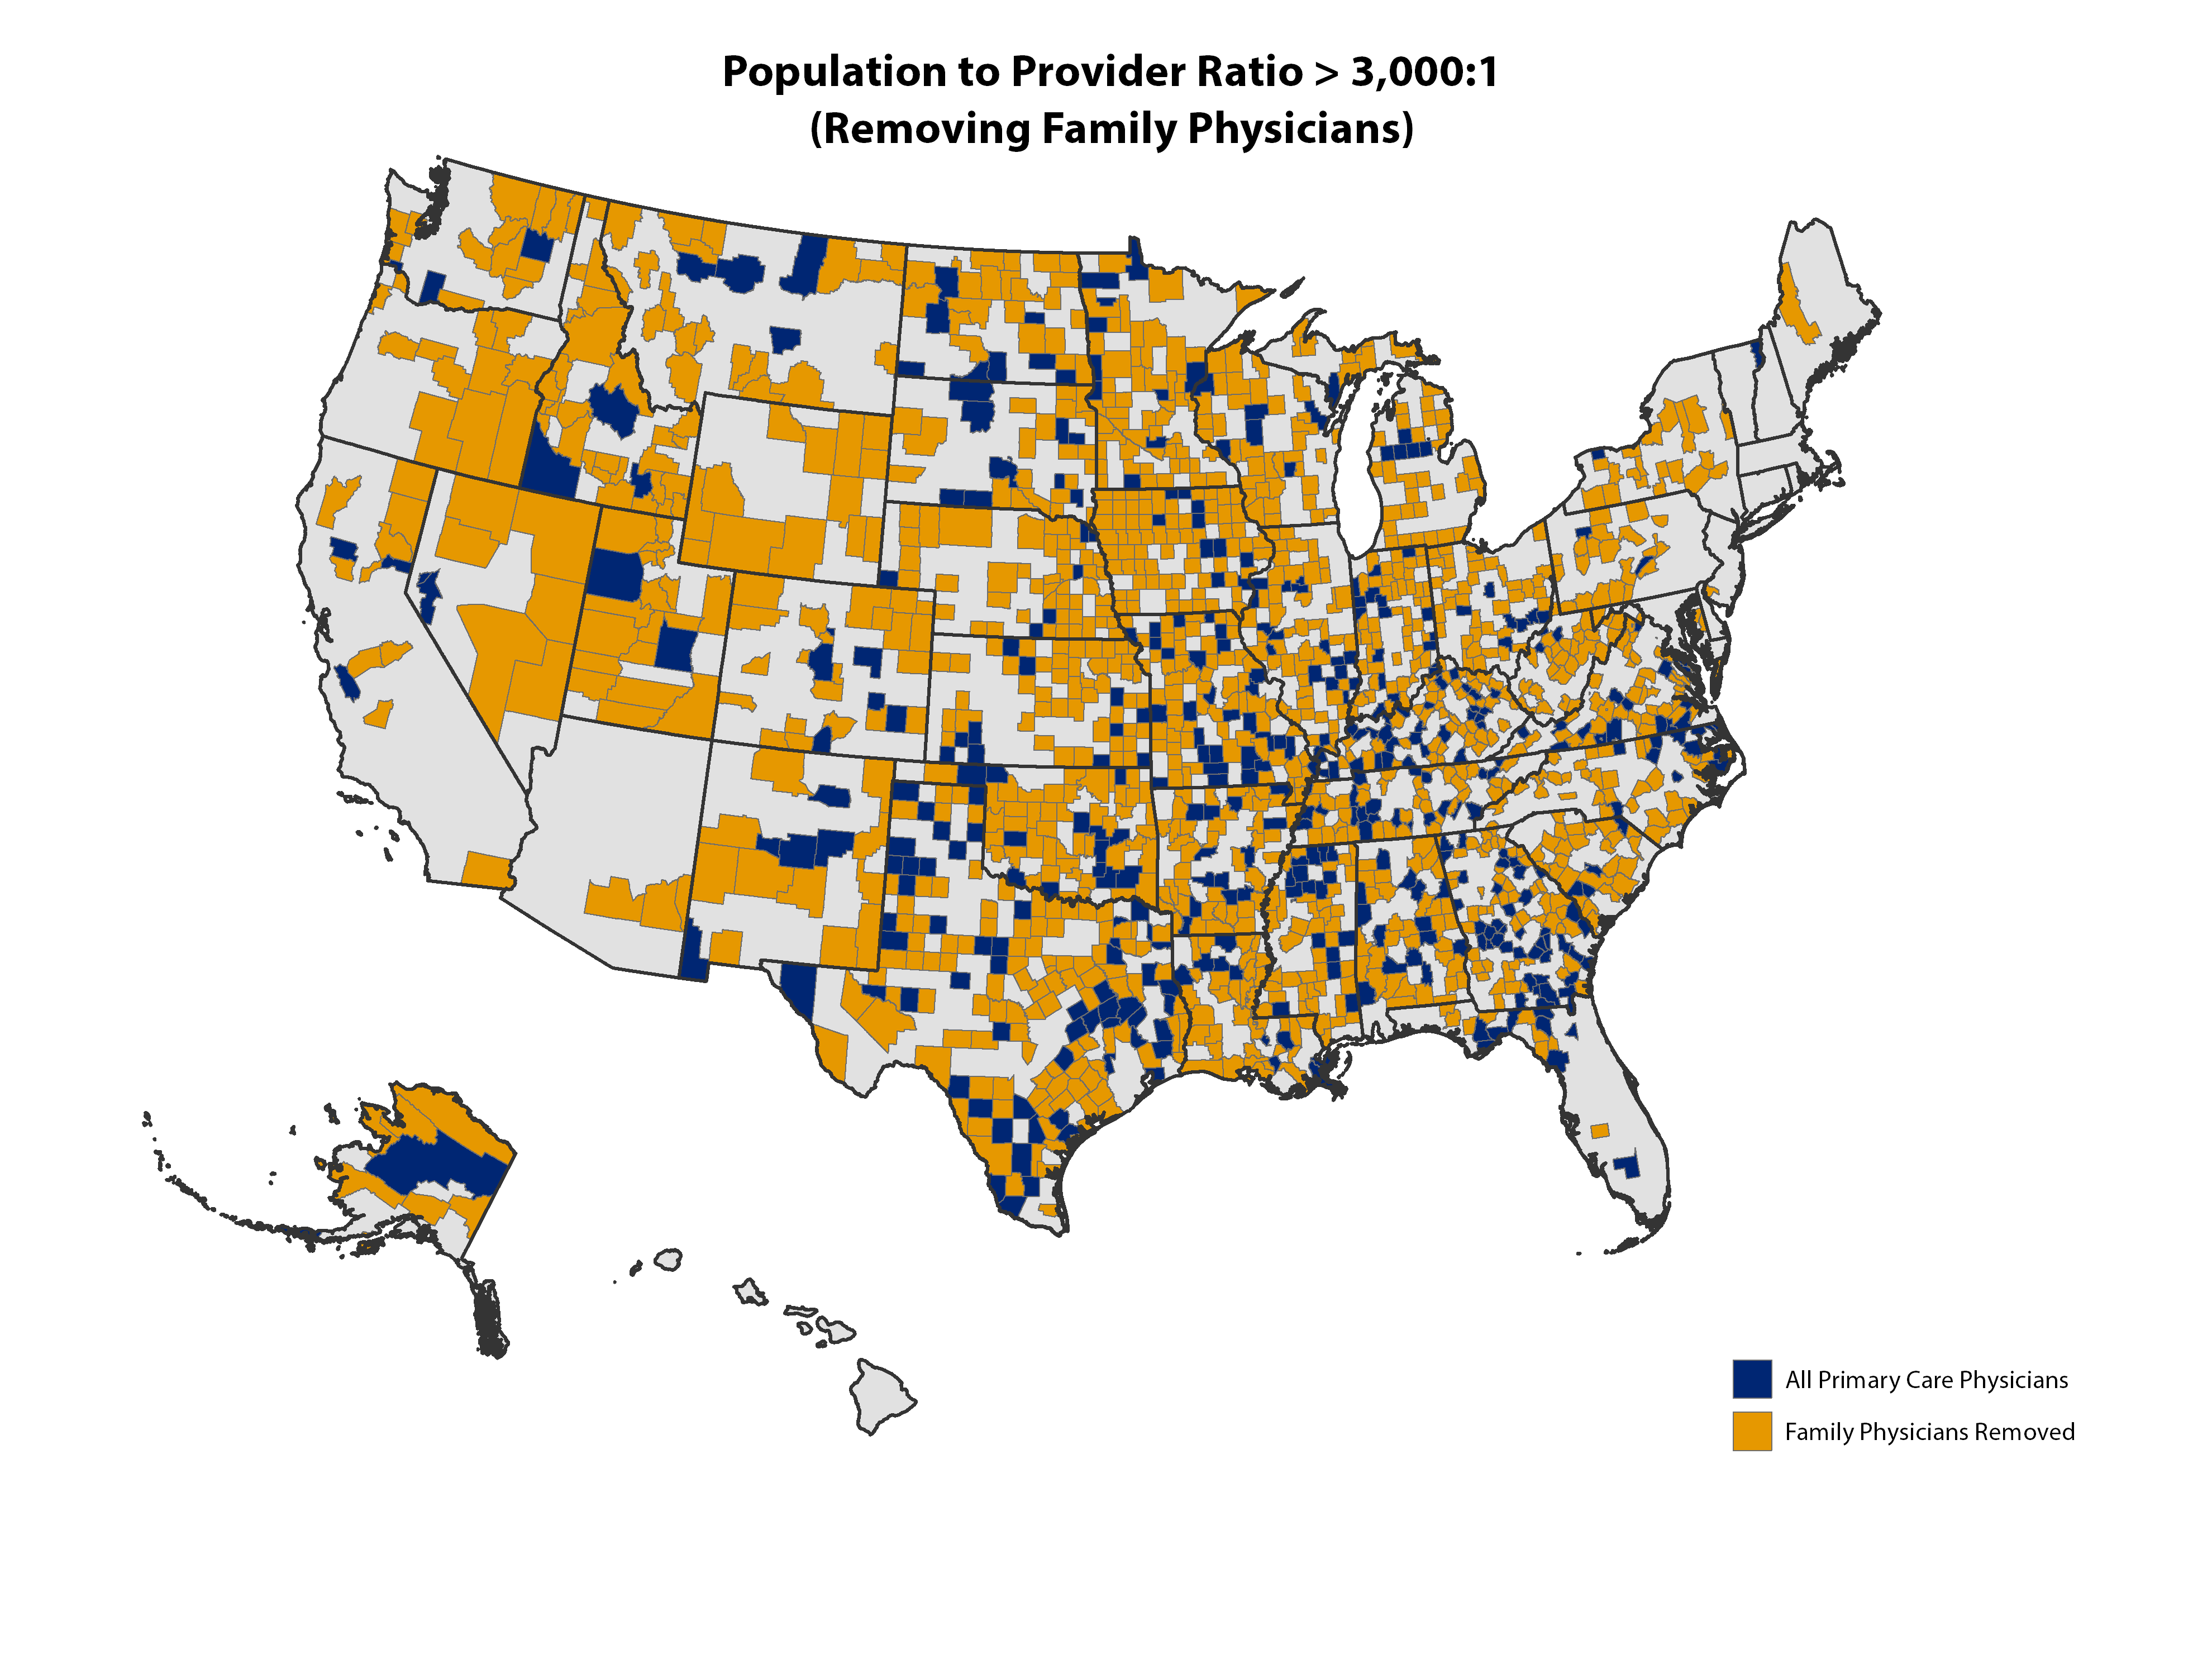 Population to Provider Ratio > 3,000:1
(Removing Family Physicians)
All Primary Care Physicians
Family Physicians Removed